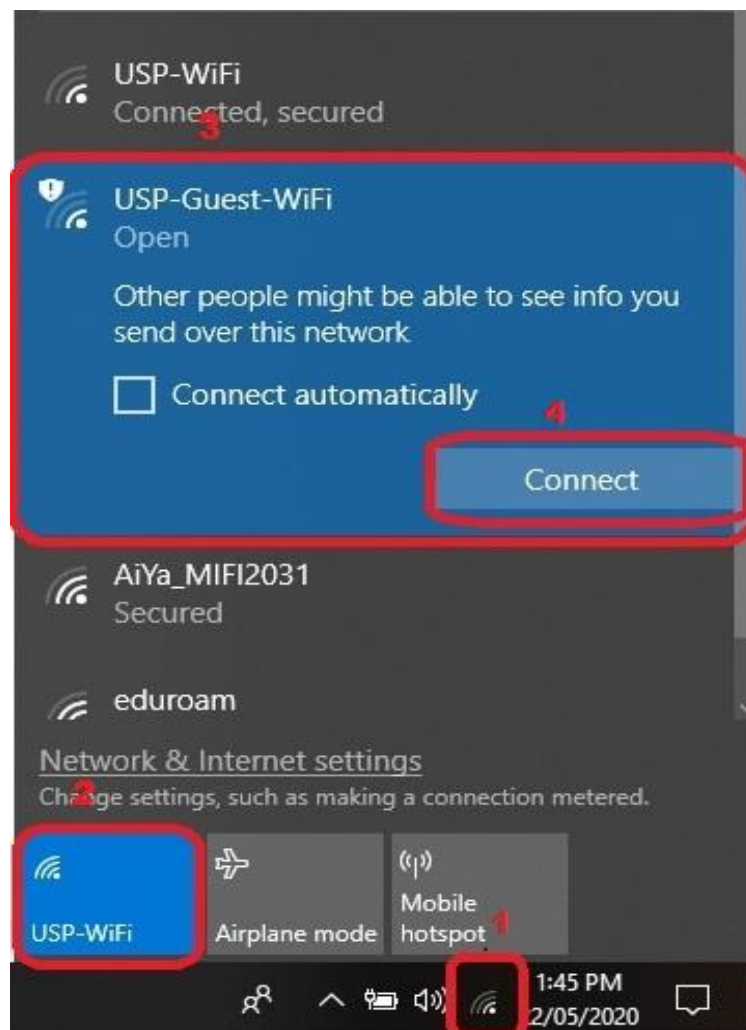 USP-WiFi
Connected, secured
3
USP-Guest-WiFi
Open
Other people might be able to see info you
send over this network
Connect automatically
4
Connect
AiYa_MIFI2031
Secured
eduroam
Network & Internet settings
2
Change settings, such as making a connection metered.
USP-WiFi
Airplane mode
Mobile
hotspot
1
1:45 PM
2/05/2020